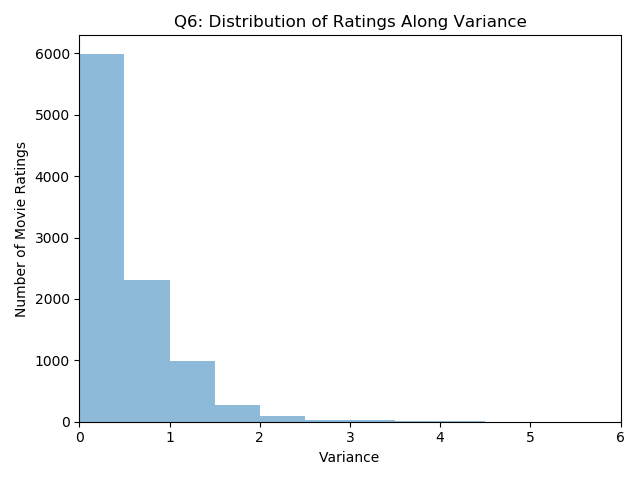 Q6: Distribution of Ratings Along Variance
6000
5000
4000
3000
2000
1000
0
Number of Movie Ratings
0 1 2 3 4 5 6
Variance